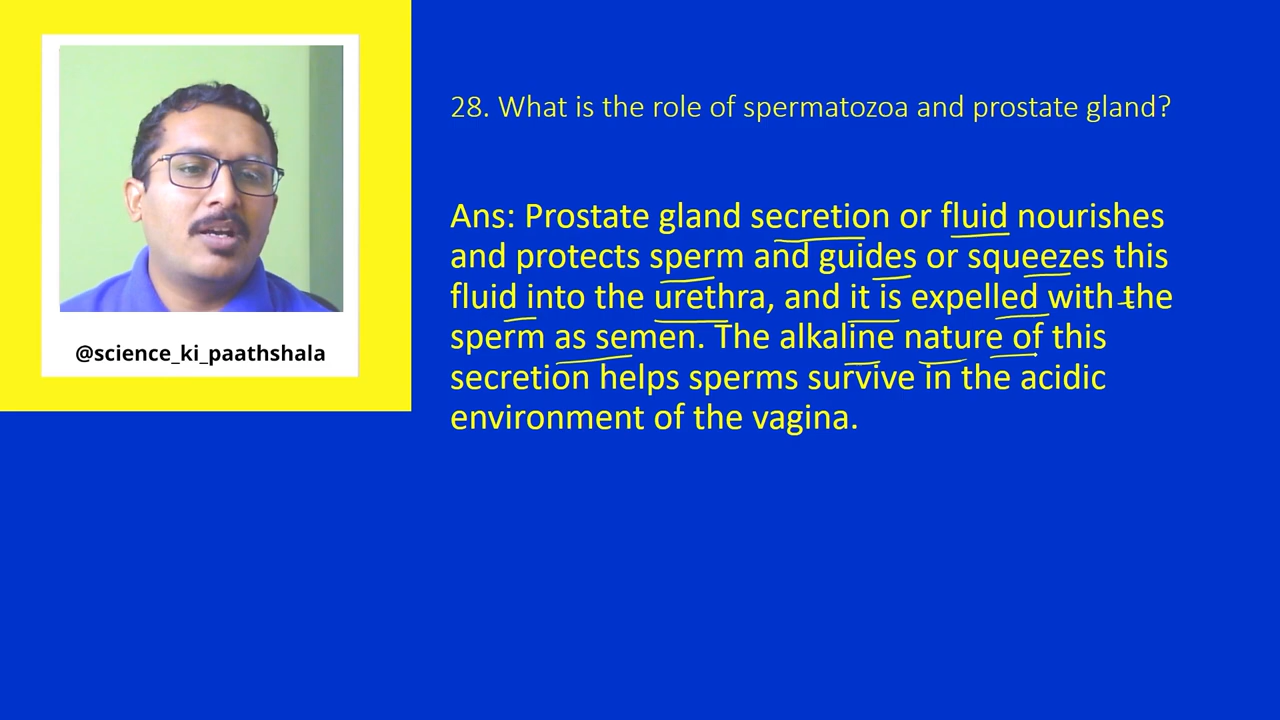 28. What is the role of spermatozoa and prostate gland?
Ans: Prostate gland secretion or fluid nourishes
and protects sperm and guides or squeezes this
fluid into the urethra, and it is expelled with the
sperm as semen. The alkaline nature of this
secretion helps sperms survive in the acidic
environment of the vagina.
@science_ki_paathshala